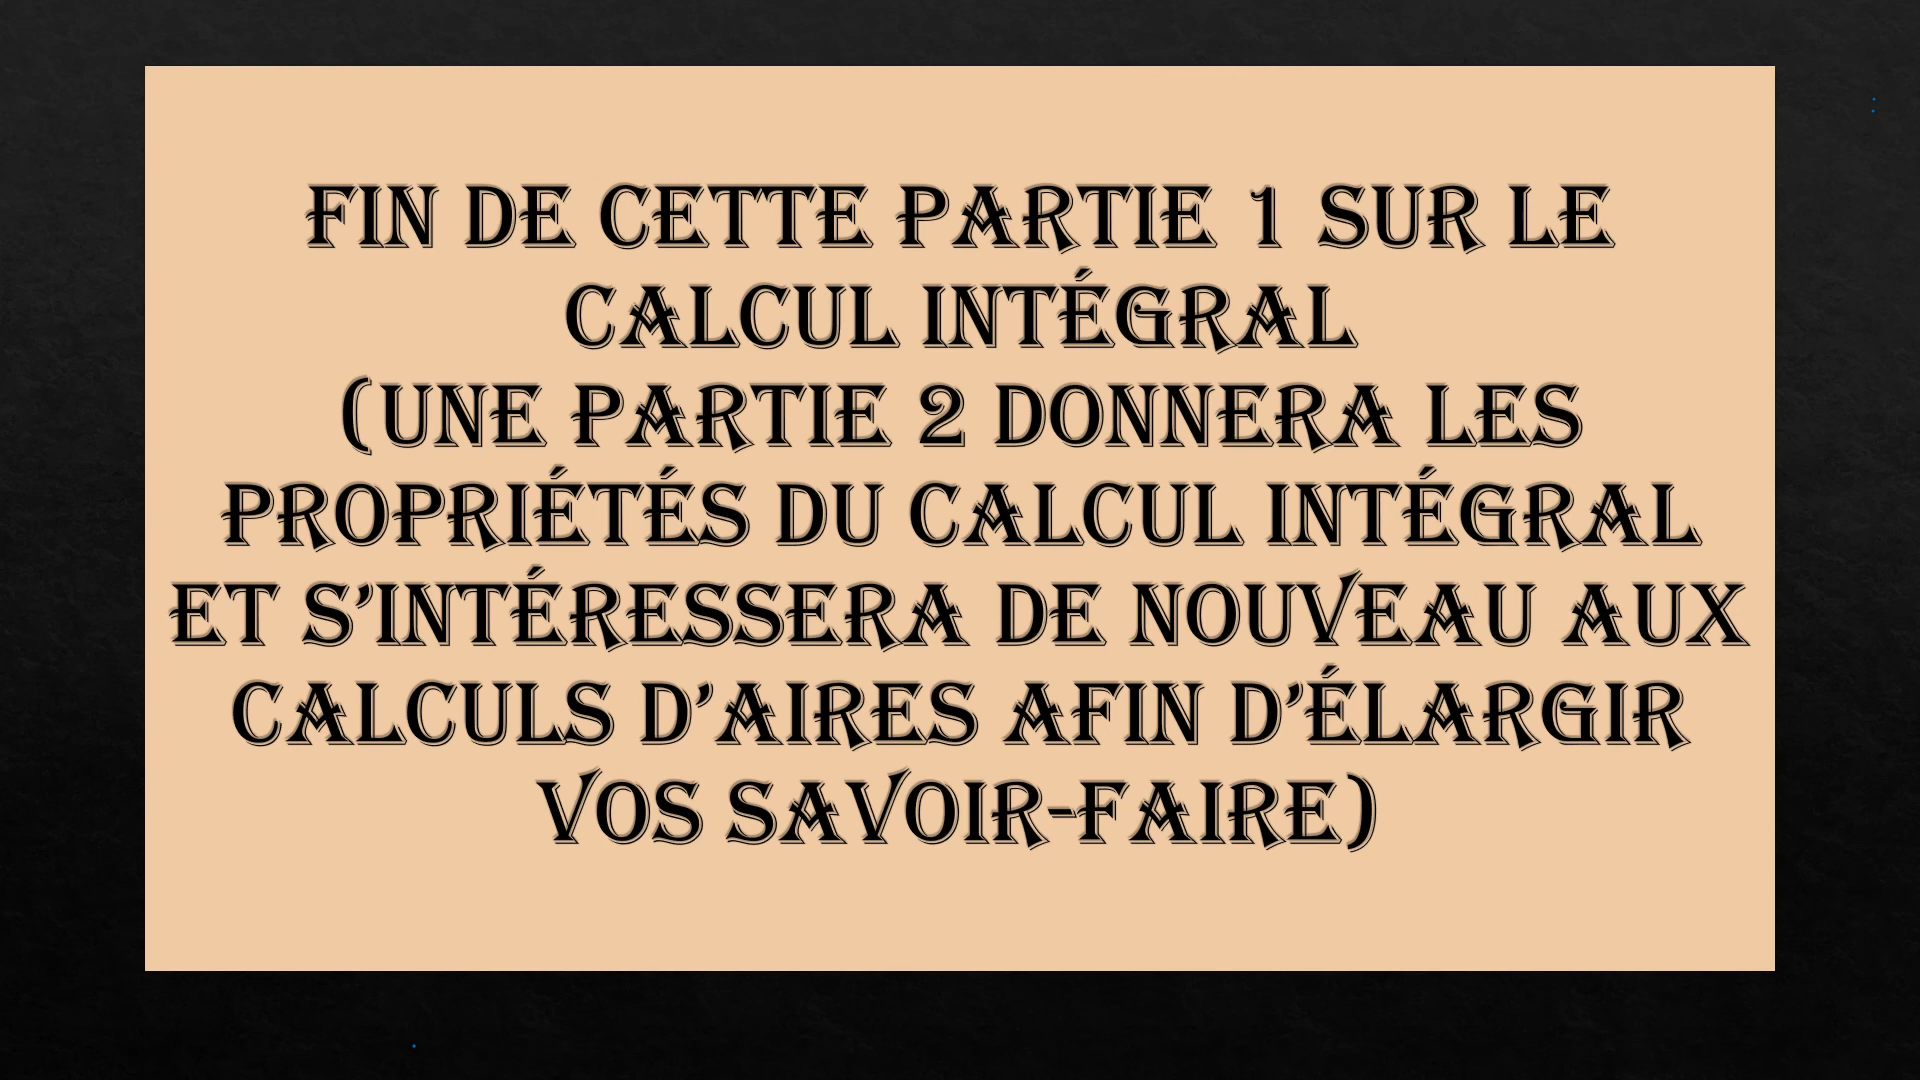 FIN DE CETTE PARTIE 1 SUR LE
CALCUL INTÉGRAL
(UNE PARTIE 2 DONNERA LES
PROPRIÉTÉS DU CALCUL INTÉGRAL
ET S’INTÉRESSERA DE NOUVEAU AUX
CALCULS D’AIRES AFIN D’ÉLARGIR
VOS SAVOIR-FAIRE)